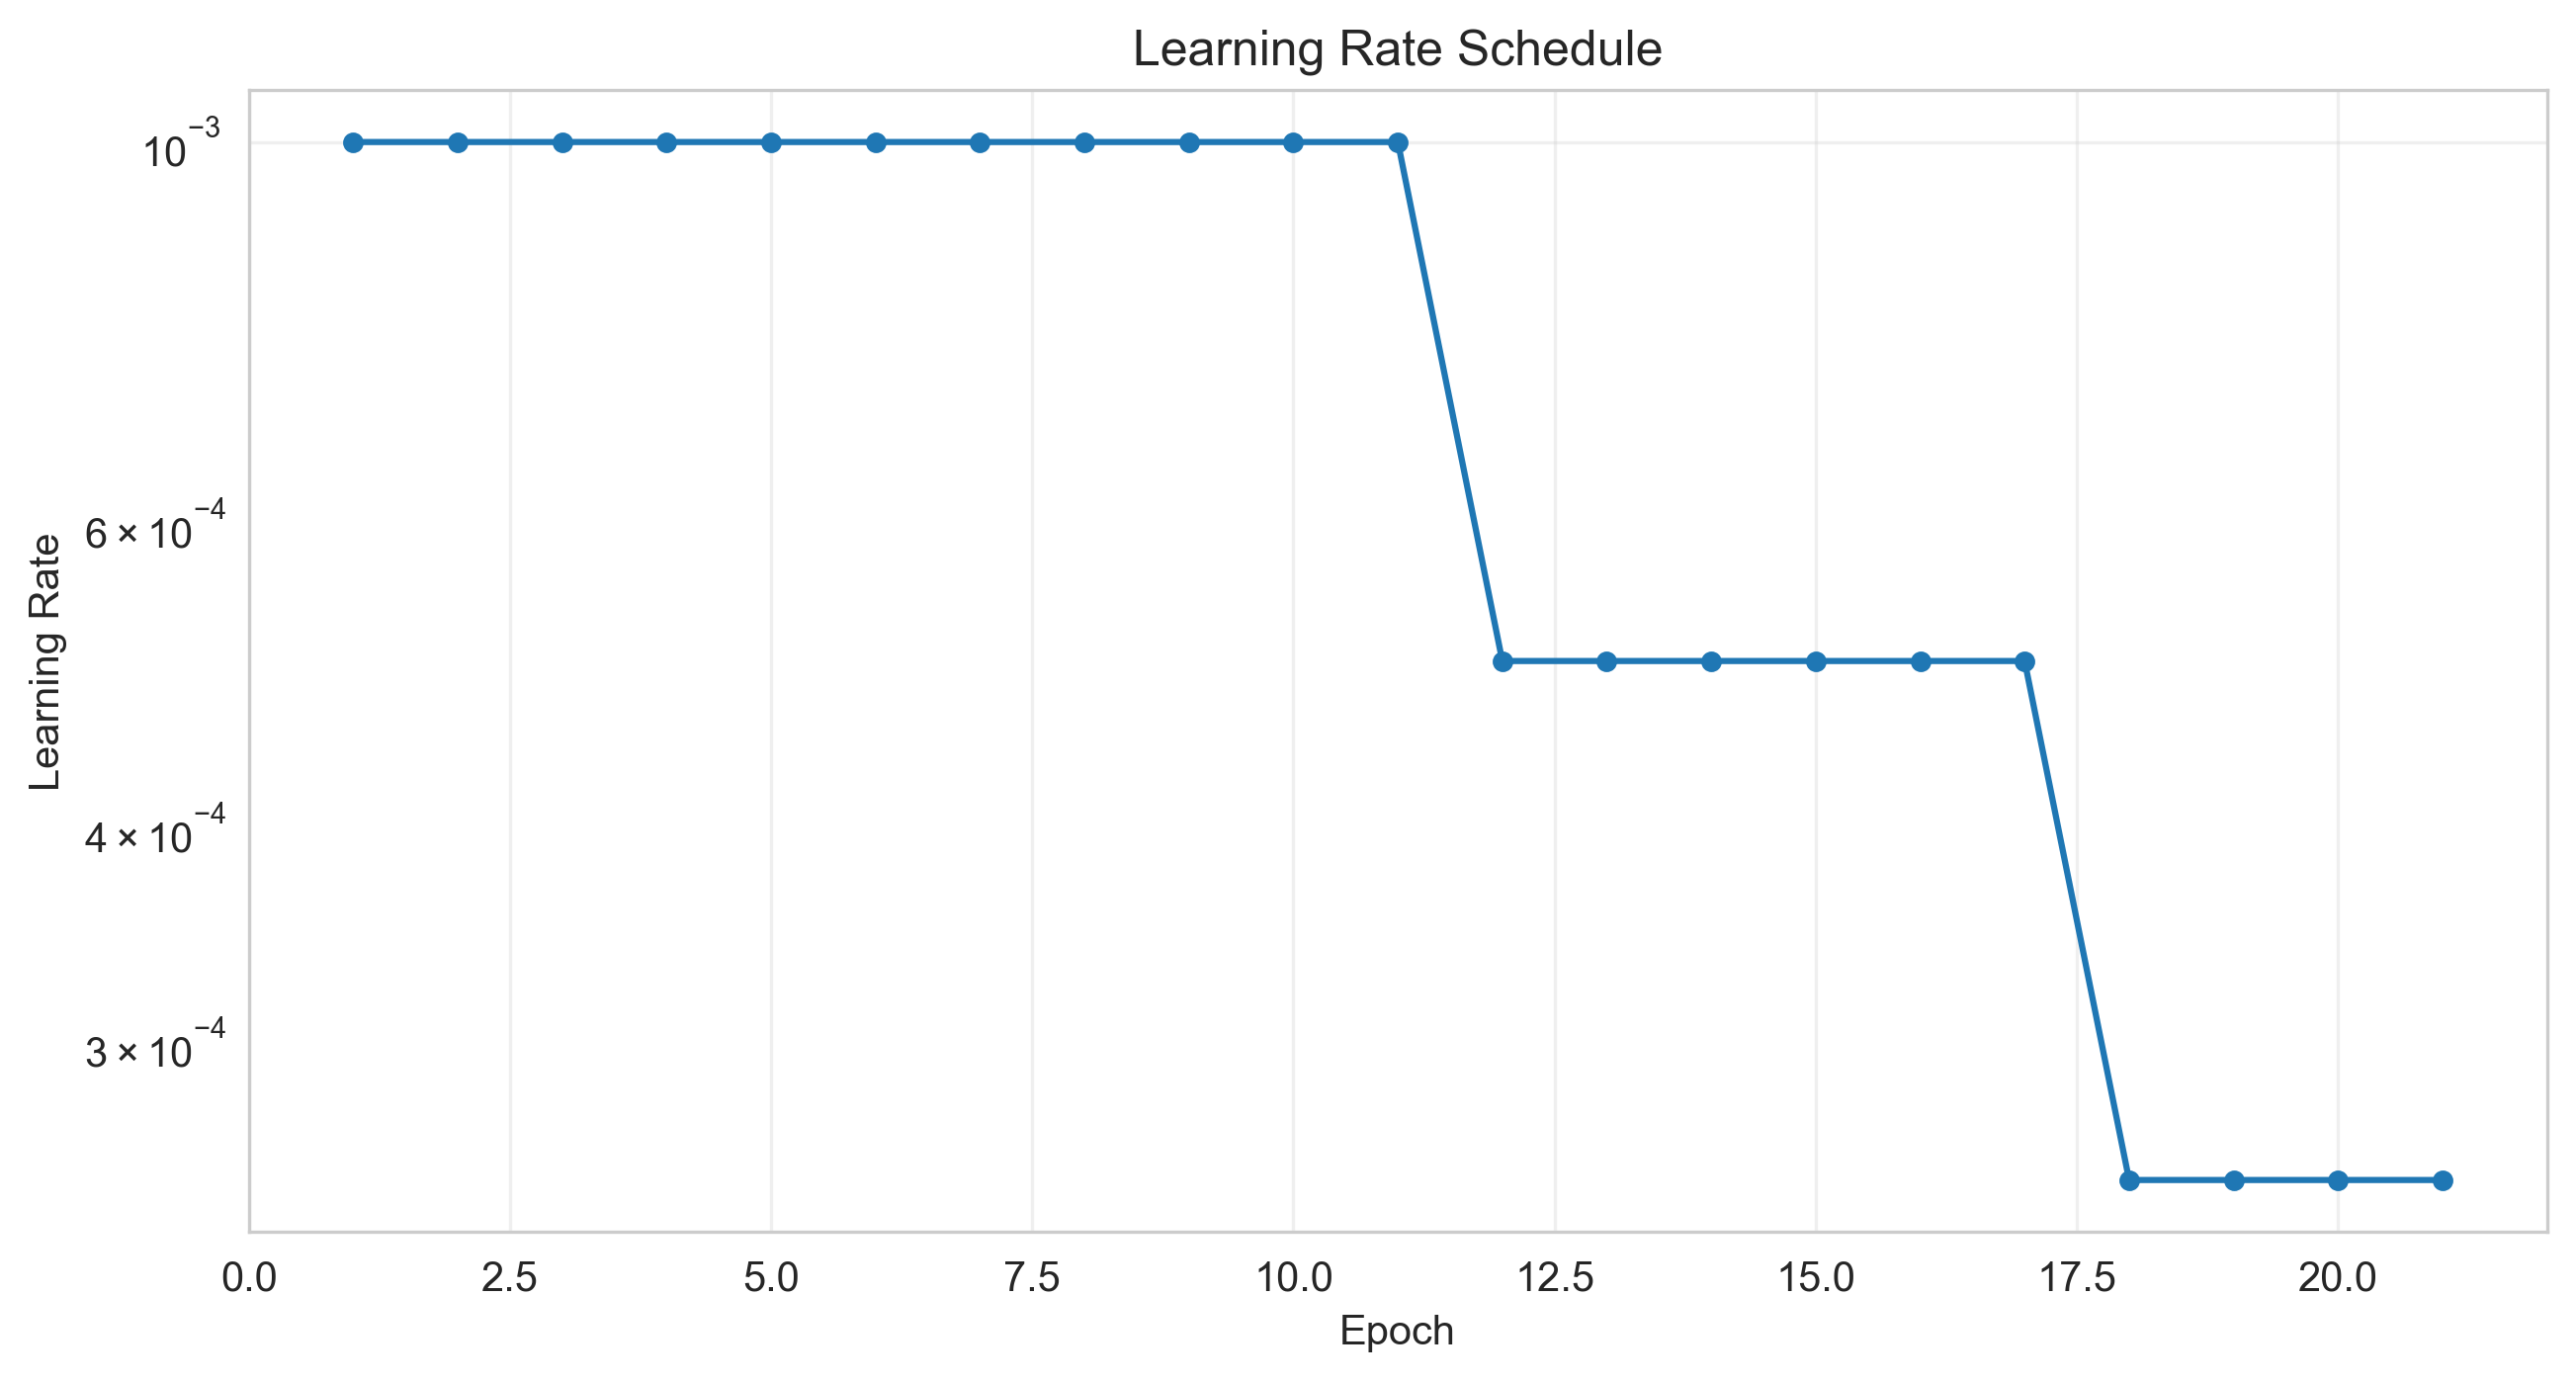 Learning Rate Schedule
10⁻³
6 × 10⁻⁴
4 × 10⁻⁴
3 × 10⁻⁴
Learning Rate
0.0 2.5 5.0 7.5 10.0 12.5 15.0 17.5 20.0
Epoch